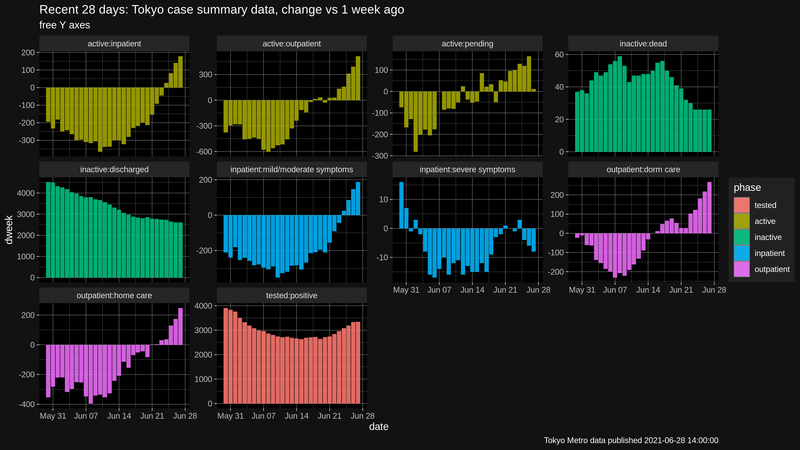 Recent 28 days: Tokyo case summary data, change vs 1 week ago
free Y axes
active:inpatient
active:outpatient
active:pending
inactive:dead
200
100
0
-100
-200
-300
300
0
-300
-600
100
0
-100
-200
-300
60
40
20
0
inactive:discharged
inpatient:mild/moderate symptoms
inpatient:severe symptoms
outpatient:dorm care
4000
3000
2000
1000
0
200
0
-200
10
0
-10
200
100
0
-100
-200
May 31 Jun 07 Jun 14 Jun 21 Jun 28
May 31 Jun 07 Jun 14 Jun 21 Jun 28
outpatient:home care
tested:positive
200
0
-200
-400
4000
3000
2000
1000
0
May 31 Jun 07 Jun 14 Jun 21 Jun 28
May 31 Jun 07 Jun 14 Jun 21 Jun 28
dweek
date
phase
tested
active
inactive
inpatient
outpatient
Tokyo Metro data published 2021-06-28 14:00:00